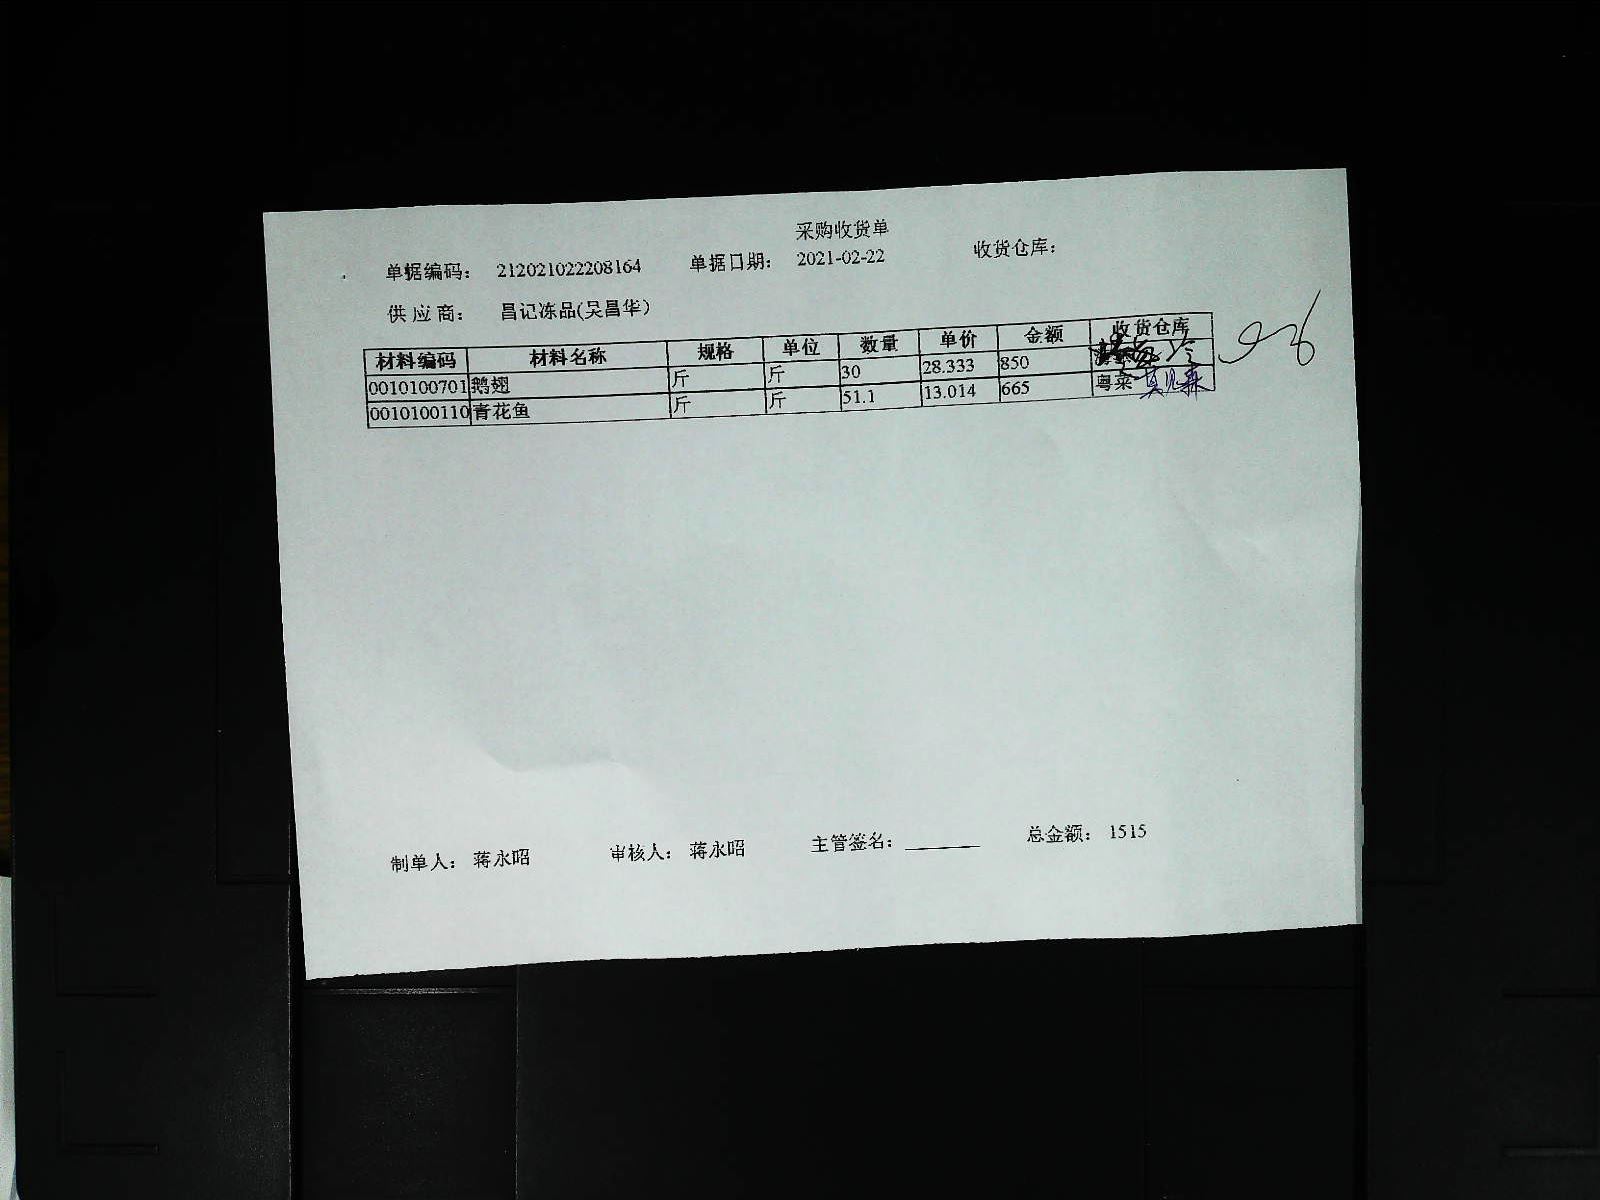 采购收货单
单据编码： 212021022208164 单据日期： 2021-02-22 收货仓库：
供 应 商： 昌记冻品(吴昌华)
材料编码 材料名称 规格 单位 数量 单价 金额 收货仓库
0010100701 鹅翅 斤 斤 30 28.333 850
0010100110 青花鱼 斤 斤 51.1 13.014 665 粤菜
制单人： 蒋永昭 审核人： 蒋永昭 主管签名： 总金额： 1515